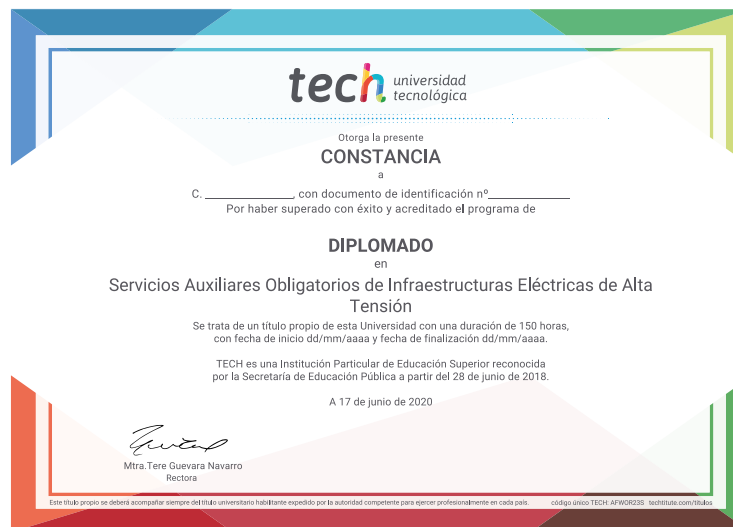 tech universidad
tecnológica
Otorga la presente
CONSTANCIA
a
C. ______________, con documento de identificación nº______________
Por haber superado con éxito y acreditado el programa de
DIPLOMADO
en
Servicios Auxiliares Obligatorios de Infraestructuras Eléctricas de Alta
Tensión
Se trata de un título propio de esta Universidad con una duración de 150 horas,
con fecha de inicio dd/mm/aaaa y fecha de finalización dd/mm/aaaa.
TECH es una Institución Particular de Educación Superior reconocida
por la Secretaría de Educación Pública a partir del 28 de junio de 2018.
A 17 de junio de 2020
Mtra.Tere Guevara Navarro
Rectora
Este título propio se deberá acompañar siempre del título universitario habilitante expedido por la autoridad competente para ejercer profesionalmente en cada país. código único TECH: AFWOR23S techtitute.com/titulos